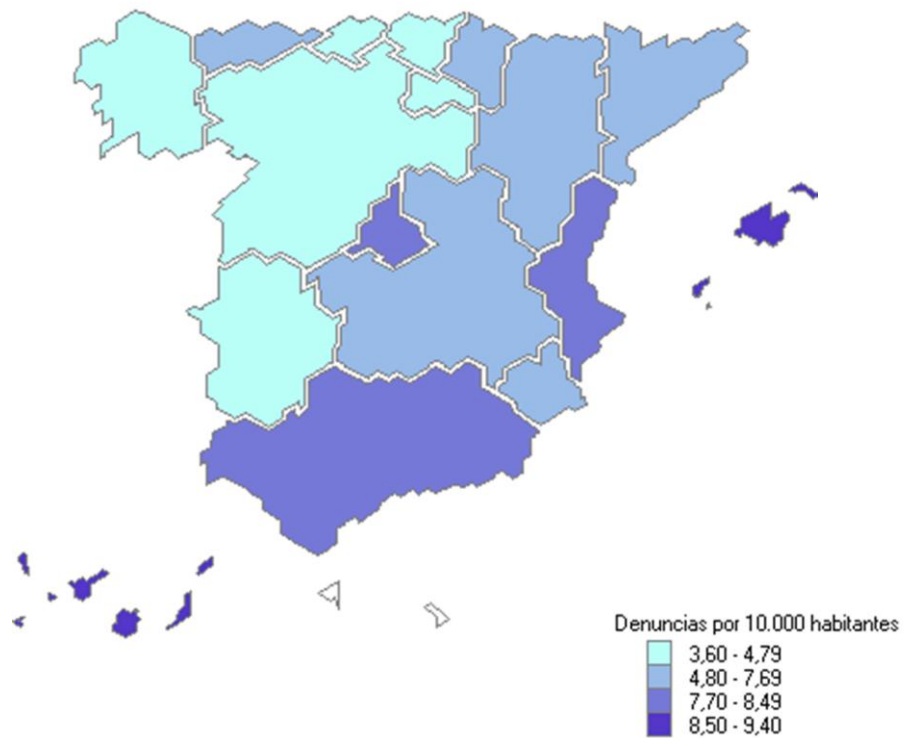 Denuncias por 10.000 habitantes
3,60 - 4,79
4,80 - 7,69
7,70 - 8,49
8,50 - 9,40